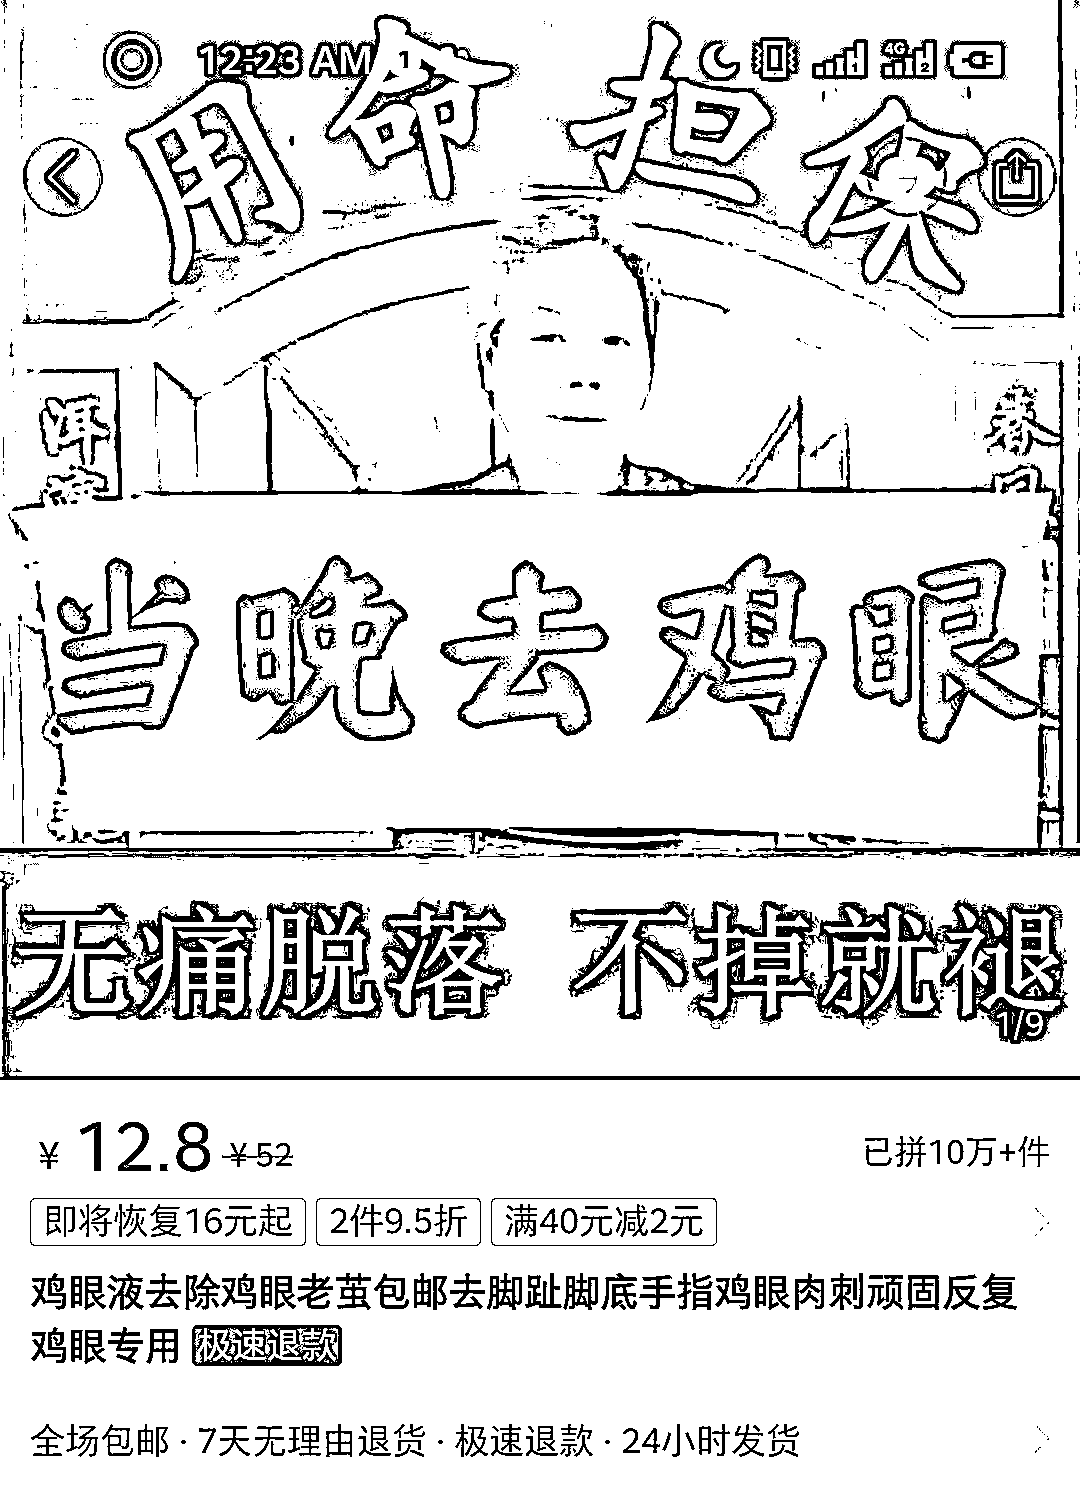 12:23 AM
4G
2
用命担保
春
当晚去鸡眼
无痛脱落 不掉就褪
1/9
¥ 12.8 ¥52 已拼10万+件
即将恢复16元起 2件9.5折 满40元减2元
鸡眼液去除鸡眼老茧包邮去脚趾脚底手指鸡眼肉刺顽固反复
鸡眼专用 极速退款
全场包邮 · 7天无理由退货 · 极速退款 · 24小时发货